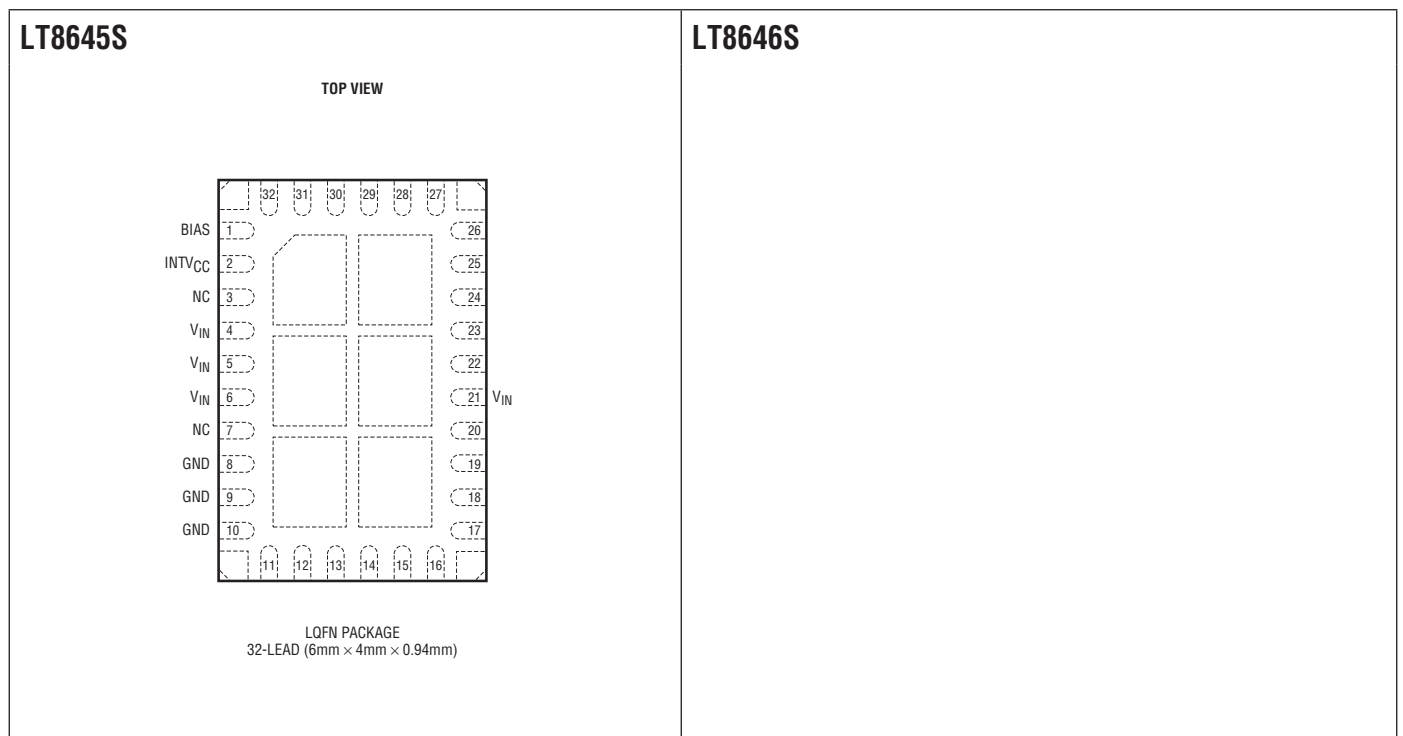 LT8645S
LT8646S
TOP VIEW
32 31 30 29 28 27
BIAS 1 26
INTVCC 2 25
NC 3 24
VIN 4 23
VIN 5 22
VIN 6 21 VIN
NC 7 20
GND 8 19
GND 9 18
GND 10 17
11 12 13 14 15 16
LQFN PACKAGE
32-LEAD (6mm × 4mm × 0.94mm)